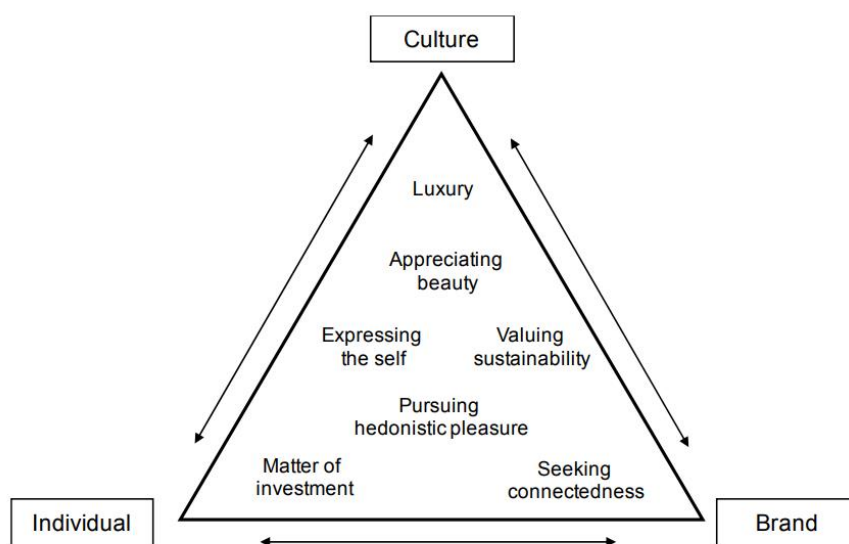 Culture
Luxury
Appreciating
beauty
Expressing
the self
Valuing
sustainability
Pursuing
hedonistic pleasure
Matter of
investment
Seeking
connectedness
Individual
Brand